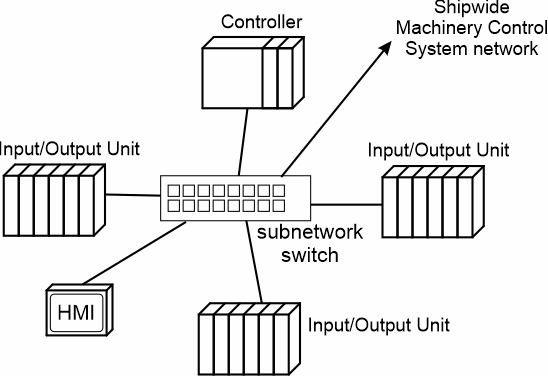 Shipwide
Machinery Control
System network
Controller
Input/Output Unit
Input/Output Unit
subnetwork
switch
HMI
Input/Output Unit